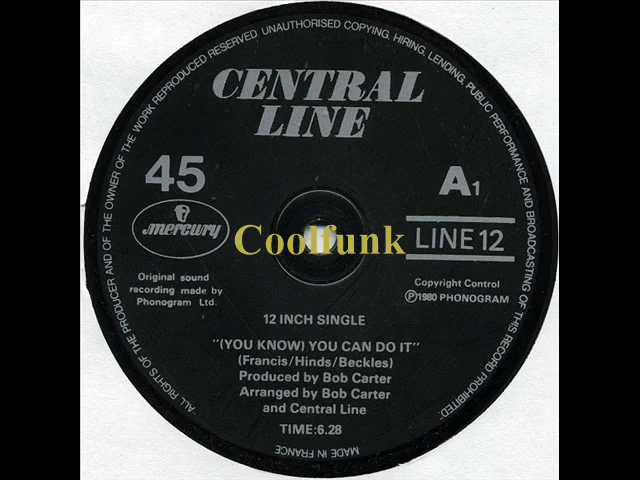 ALL RIGHTS OF THE PRODUCER AND OF THE OWNER OF THE WORK REPRODUCED RESERVED. UNAUTHORISED COPYING, HIRING, LENDING, PUBLIC PERFORMANCE AND BROADCASTING OF THIS RECORD PROHIBITED"
CENTRAL
LINE
45
A1
mercury
LINE 12
Coolfunk
Original sound
recording made by
Phonogram Ltd.
Copyright Control
℗1980 PHONOGRAM
12 INCH SINGLE
"(YOU KNOW) YOU CAN DO IT"
(Francis/Hinds/Beckles)
Produced by Bob Carter
Arranged by Bob Carter
and Central Line
TIME:6.28
MADE IN FRANCE